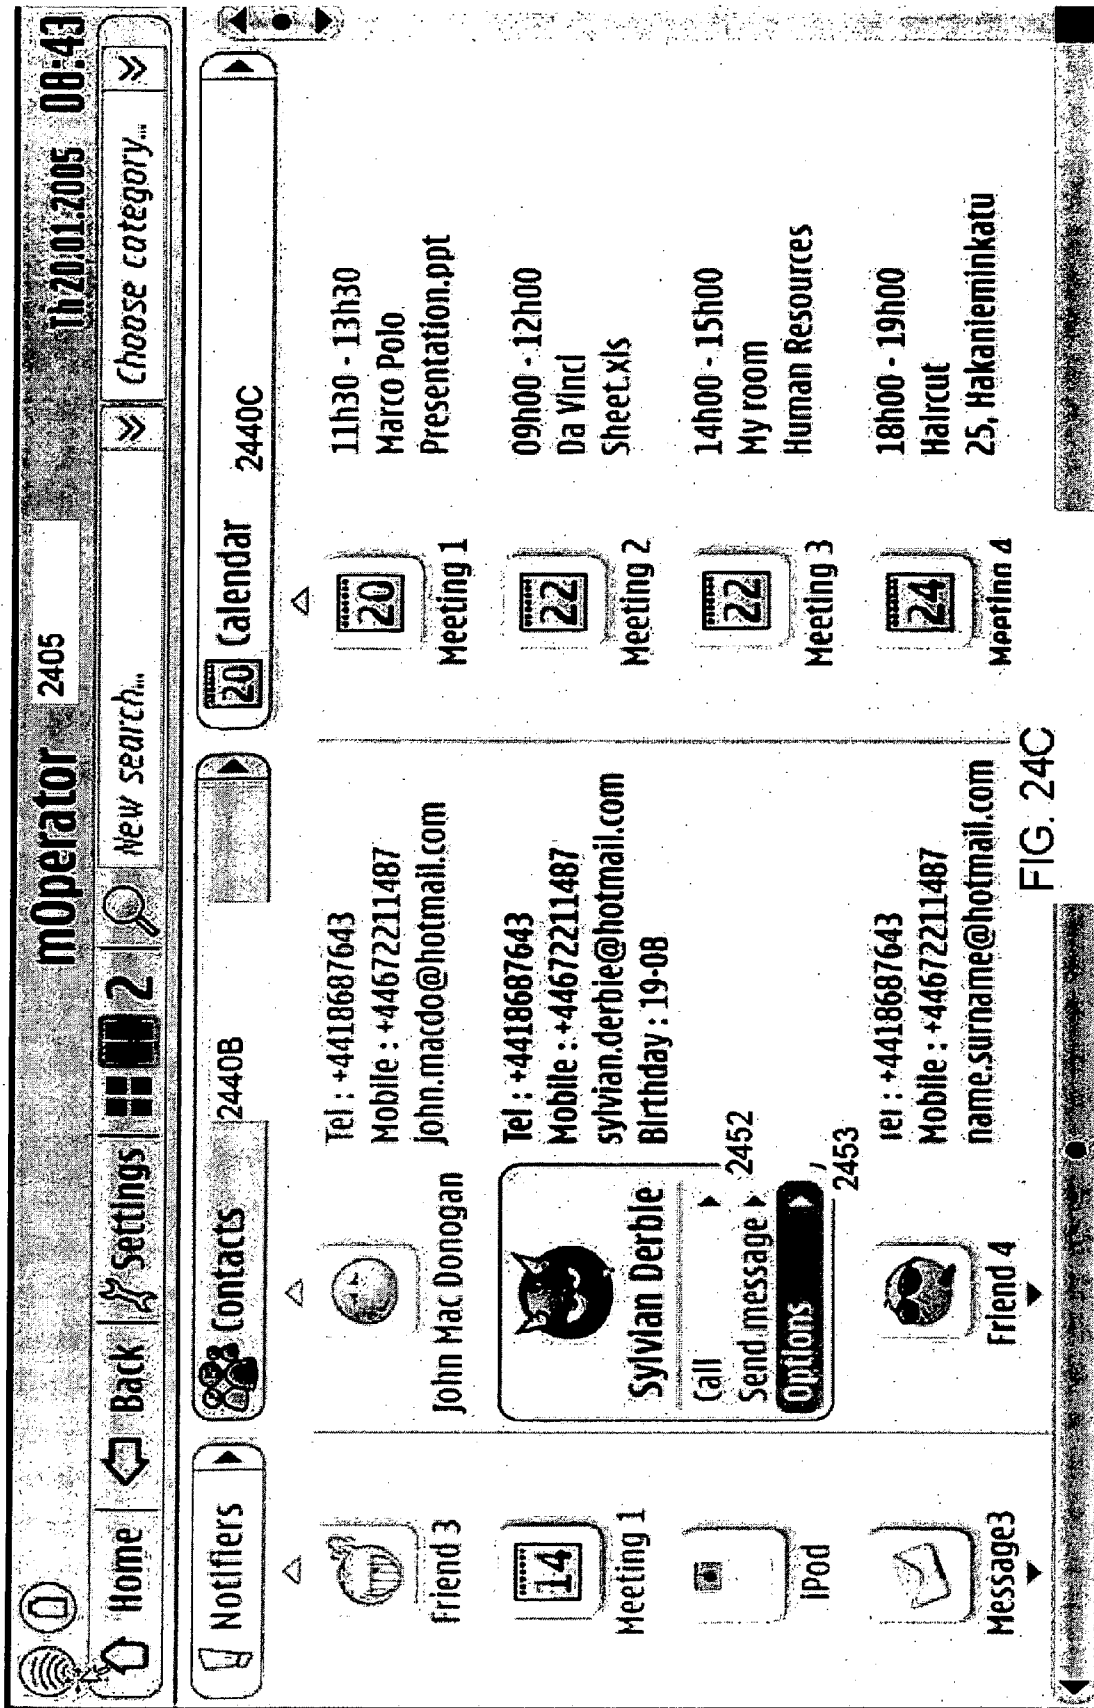 mOperator 2405 Th 20.01.2005 08:43
Home Back Settings 2 New search... Choose category...
Notifiers
Friend 3
14
Meeting 1
iPod
Message3
Contacts 2440B
John Mac Donogan
Tel : +4418687643
Mobile : +44672211487
John.macdo@hotmail.com
Sylvian Derbie
Call
Send message
Options
2452
2453
Tel : +4418687643
Mobile : +44672211487
sylvian.derbie@hotmail.com
Birthday : 19-08
Friend 4
Tel : +4418687643
Mobile : +44672211487
name.surname@hotmail.com
20 Calendar 2440C
20
Meeting 1
11h30 - 13h30
Marco Polo
Presentation.ppt
22
Meeting 2
09h00 - 12h00
Da Vinci
Sheet.xls
22
Meeting 3
14h00 - 15h00
My room
Human Resources
24
Meeting 4
18h00 - 19h00
Haircut
25, Hakanieminkatu
FIG. 24C